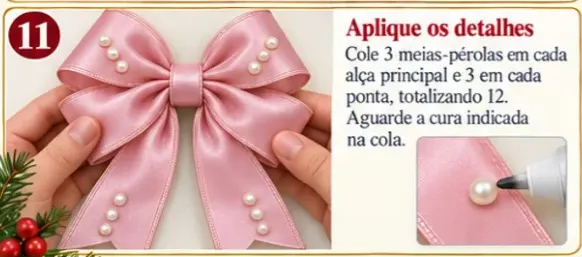 11
Aplique os detalhes
Cole 3 meias-pérolas em cada
alça principal e 3 em cada
ponta, totalizando 12.
Aguarde a cura indicada
na cola.